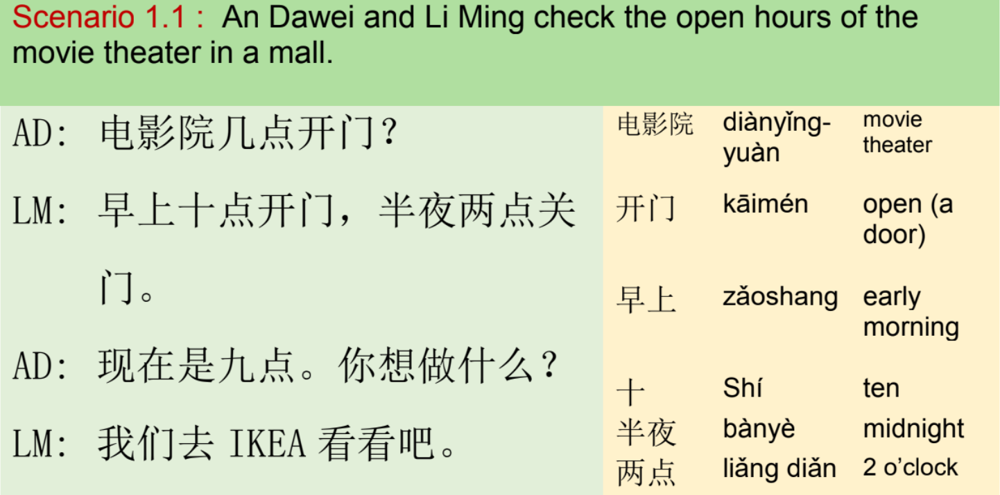 Scenario 1.1 : An Dawei and Li Ming check the open hours of the
movie theater in a mall.
AD: 电影院几点开门?
LM: 早上十点开门，半夜两点关
门。
AD: 现在是九点。你想做什么?
LM: 我们去 IKEA 看看吧。
电影院 diànyǐng- movie
yuàn theater
开门 kāimén open (a
door)
早上 zǎoshang early
morning
十 Shí ten
半夜 bànyè midnight
两点 liǎng diǎn 2 o’clock